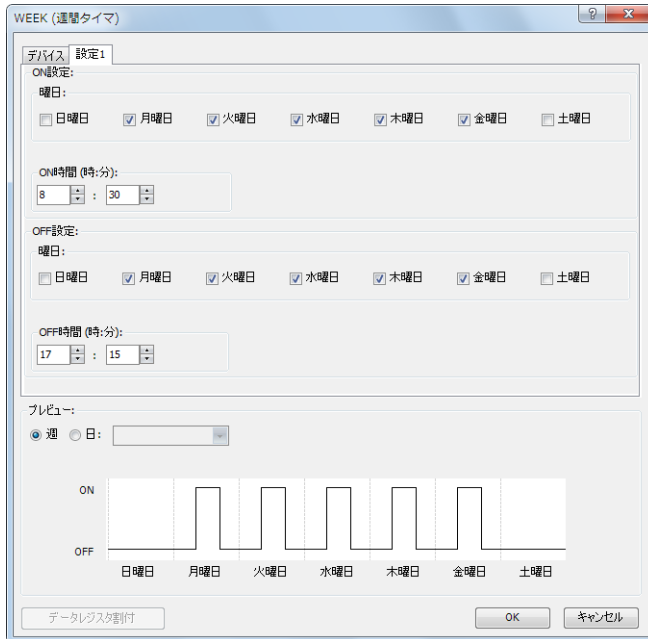 WEEK (週間タイマ)
デバイス 設定1
ON設定:
曜日:
日曜日 月曜日 火曜日 水曜日 木曜日 金曜日 土曜日
ON時間 (時:分):
8 : 30
OFF設定:
曜日:
日曜日 月曜日 火曜日 水曜日 木曜日 金曜日 土曜日
OFF時間 (時:分):
17 : 15
プレビュー:
週 日:
ON
OFF
日曜日 月曜日 火曜日 水曜日 木曜日 金曜日 土曜日
データレジスタ割付 OK キャンセル